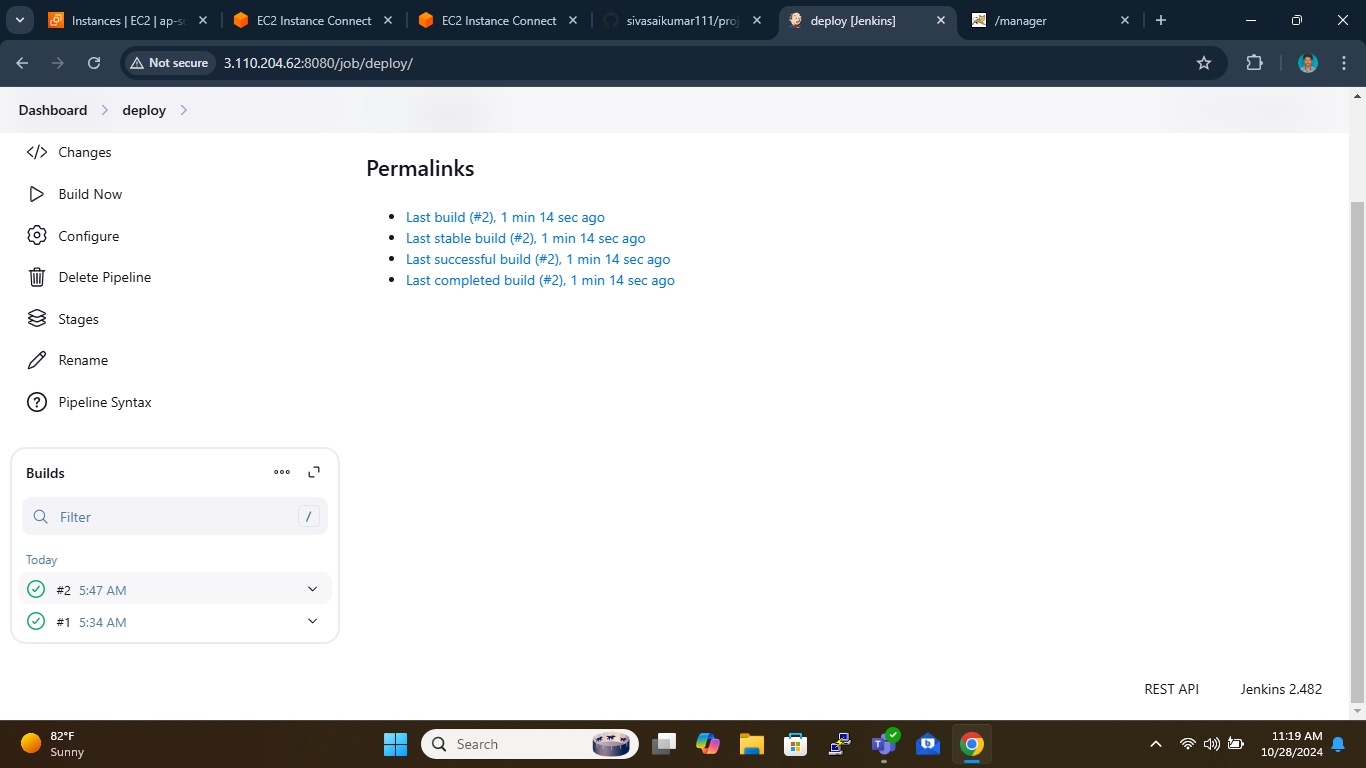 Instances | EC2 | ap-so
EC2 Instance Connect
EC2 Instance Connect
sivasaikumar111/proj
deploy [Jenkins]
/manager
Not secure
3.110.204.62:8080/job/deploy/
Dashboard
deploy
Changes
Build Now
Configure
Delete Pipeline
Stages
Rename
Pipeline Syntax
Permalinks
Last build (#2), 1 min 14 sec ago
Last stable build (#2), 1 min 14 sec ago
Last successful build (#2), 1 min 14 sec ago
Last completed build (#2), 1 min 14 sec ago
Builds
Filter
/
Today
#2 5:47 AM
#1 5:34 AM
REST API
Jenkins 2.482
82°F
Sunny
Search
11:19 AM
10/28/2024